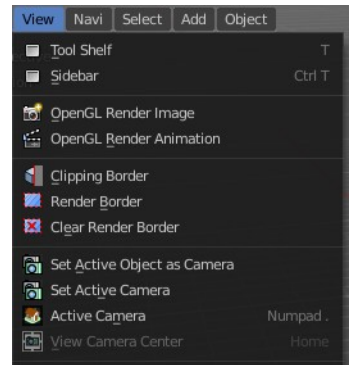 View Navi Select Add Object
Tool Shelf T
Sidebar Ctrl T
OpenGL Render Image
OpenGL Render Animation
Clipping Border
Render Border
Clear Render Border
Set Active Object as Camera
Set Active Camera
Active Camera Numpad .
View Camera Center Home